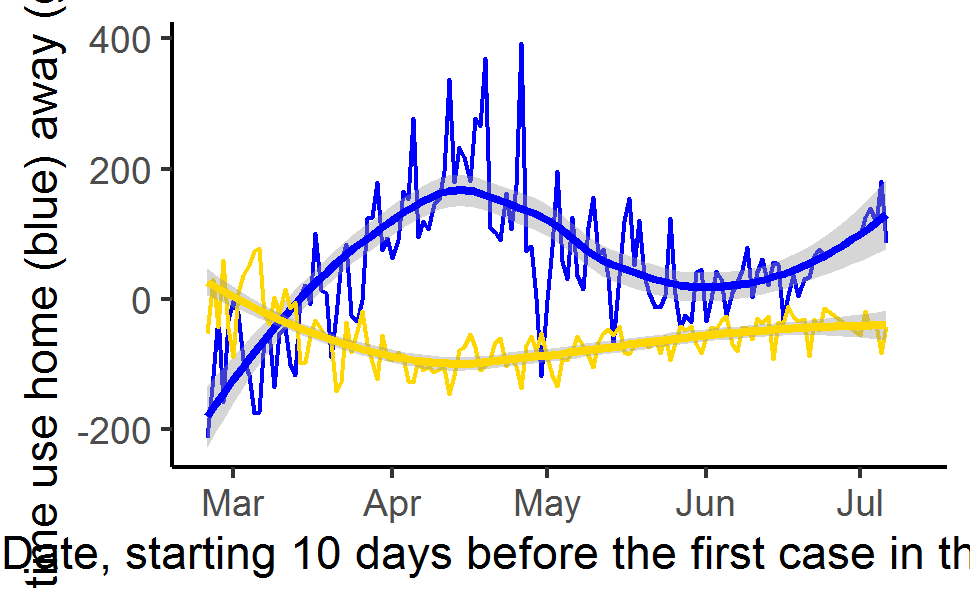 time use home (blue) away (
400
200
0
-200
Mar Apr May Jun Jul
Date, starting 10 days before the first case in th